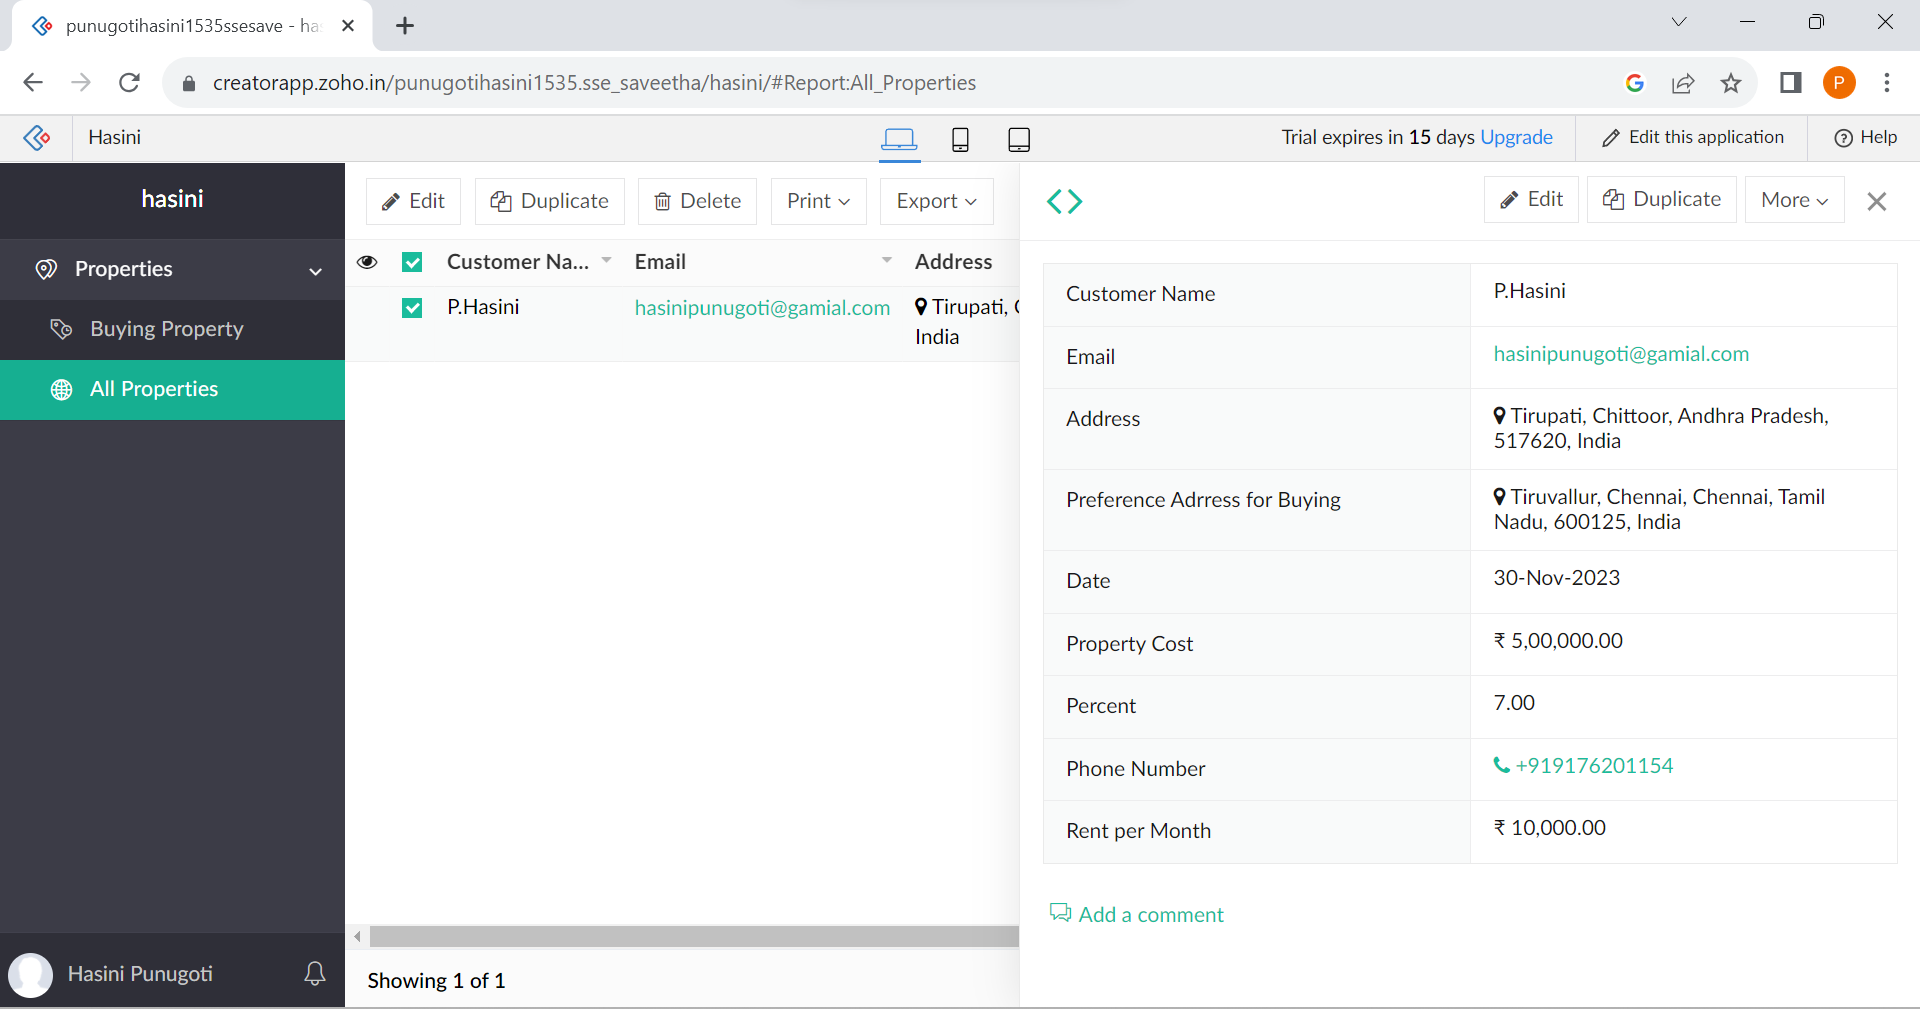 punugotihasini1535ssesave - ha
creatorapp.zoho.in/punugotihasini1535.sse_saveetha/hasini/#Report:All_Properties
P
Hasini
Trial expires in 15 days Upgrade
Edit this application
Help
hasini
Properties
Buying Property
All Properties
Hasini Punugoti
Edit
Duplicate
Delete
Print
Export
Customer Na... Email Address
P.Hasini hasinipunugoti@gamial.com Tirupati,
India
Showing 1 of 1
Edit
Duplicate
More
Customer Name P.Hasini
Email hasinipunugoti@gamial.com
Address Tirupati, Chittoor, Andhra Pradesh,
517620, India
Preference Adrress for Buying Tiruvallur, Chennai, Chennai, Tamil
Nadu, 600125, India
Date 30-Nov-2023
Property Cost ₹ 5,00,000.00
Percent 7.00
Phone Number +919176201154
Rent per Month ₹ 10,000.00
Add a comment